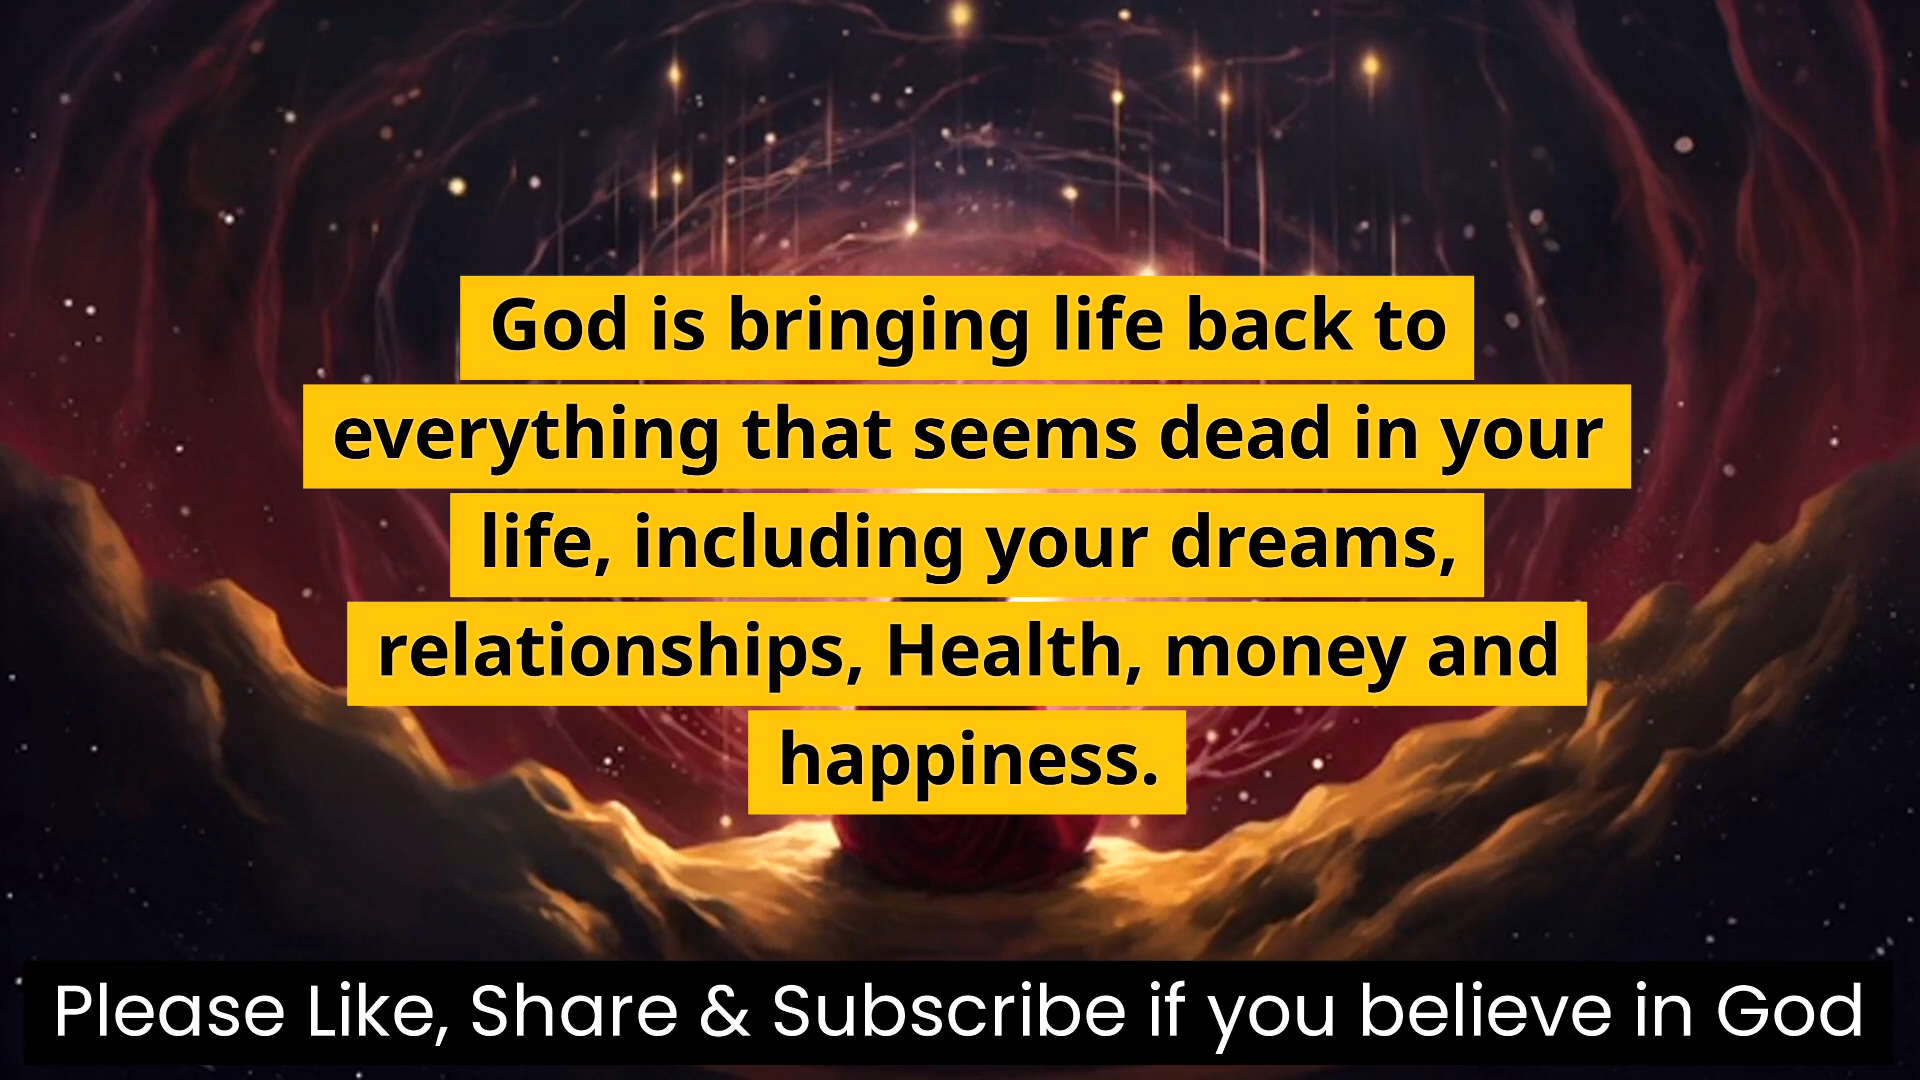 God is bringing life back to
everything that seems dead in your
life, including your dreams,
relationships, Health, money and
happiness.
Please Like, Share & Subscribe if you believe in God